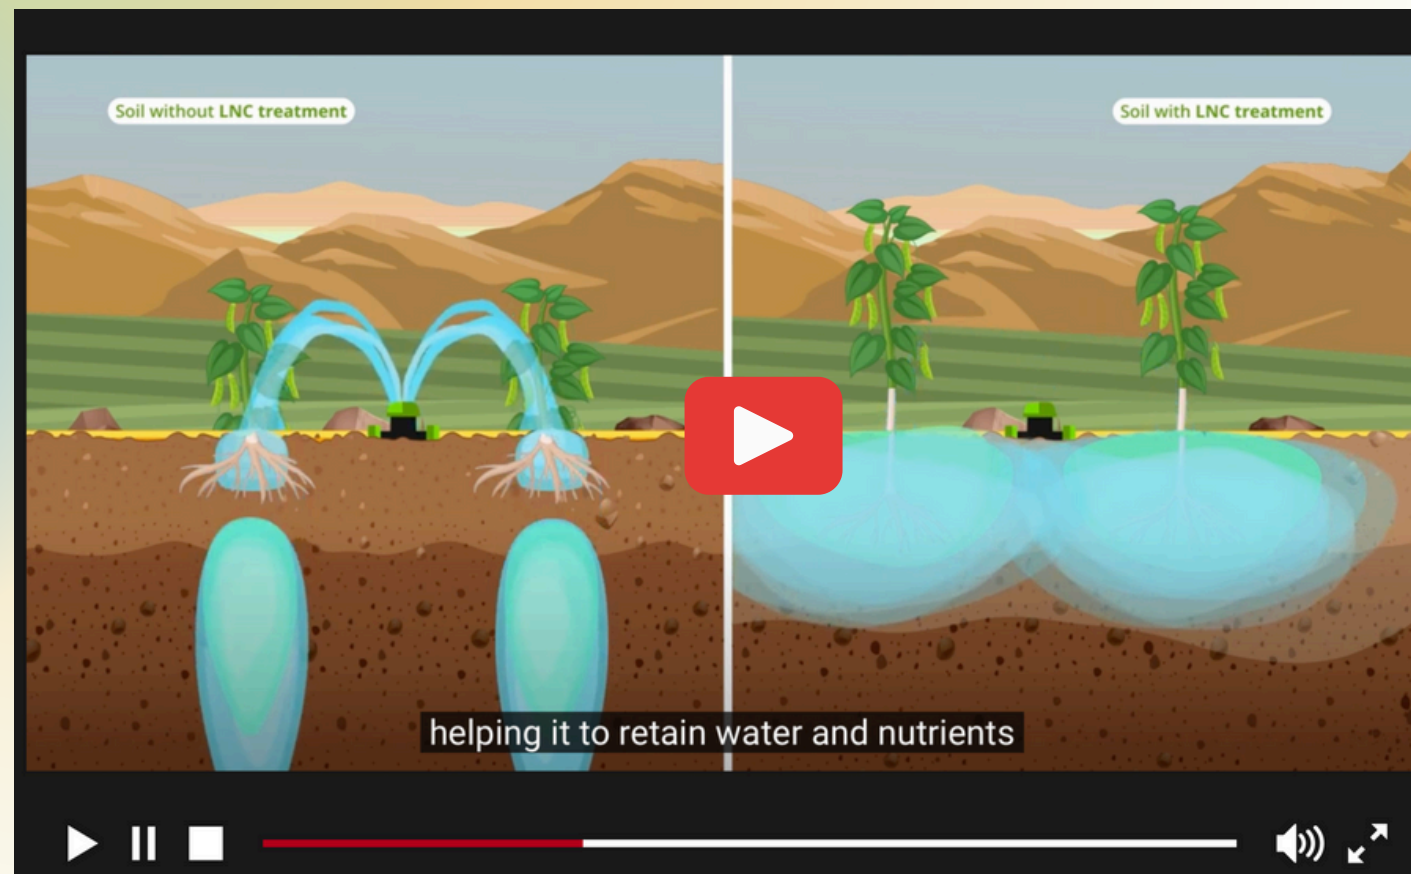 Soil without LNC treatment
Soil with LNC treatment
helping it to retain water and nutrients